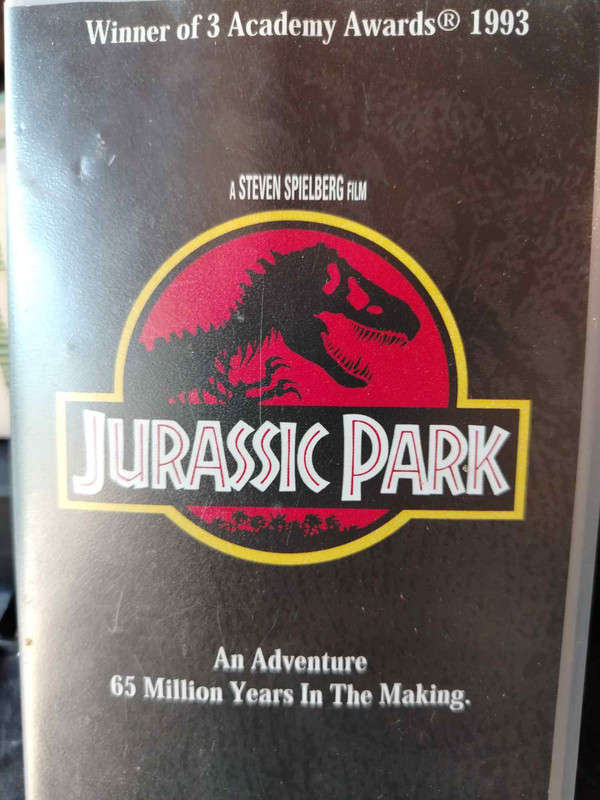 Winner of 3 Academy Awards® 1993
A STEVEN SPIELBERG FILM
JURASSIC PARK
An Adventure
65 Million Years In The Making.